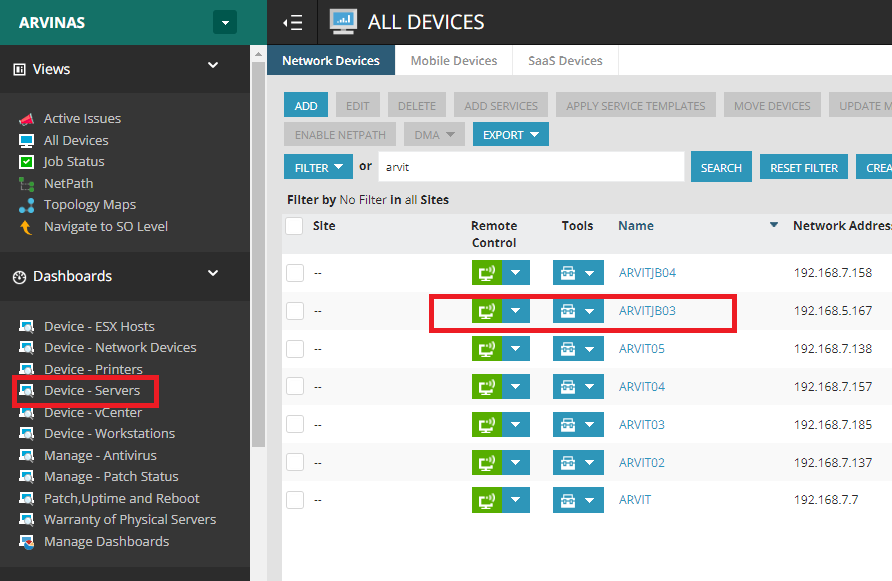 ARVINAS
ALL DEVICES
Views
Active Issues
All Devices
Job Status
NetPath
Topology Maps
Navigate to SO Level
Dashboards
Device - ESX Hosts
Device - Network Devices
Device - Printers
Device - Servers
Device - vCenter
Device - Workstations
Manage - Antivirus
Manage - Patch Status
Patch,Uptime and Reboot
Warranty of Physical Servers
Manage Dashboards
Network Devices Mobile Devices SaaS Devices
ADD EDIT DELETE ADD SERVICES APPLY SERVICE TEMPLATES MOVE DEVICES UPDATE M
ENABLE NETPATH DMA EXPORT
FILTER or arvit SEARCH RESET FILTER CREA
Filter by No Filter in all Sites
Site Remote Control Tools Name Network Addres
-- ARVITJB04 192.168.7.158
-- ARVITJB03 192.168.5.167
-- ARVIT05 192.168.7.138
-- ARVIT04 192.168.7.157
-- ARVIT03 192.168.7.185
-- ARVIT02 192.168.7.137
-- ARVIT 192.168.7.7